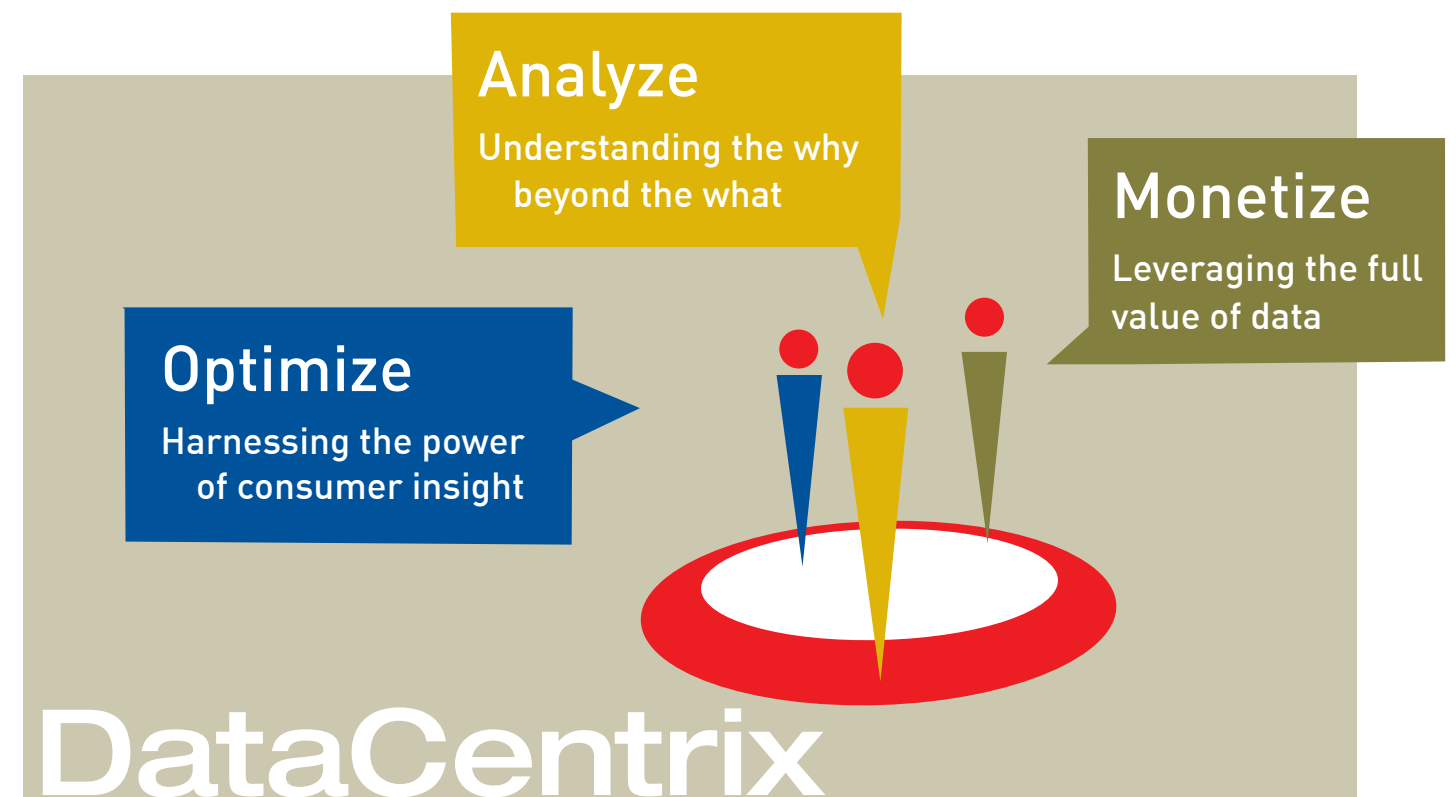 Analyze
Understanding the why
beyond the what
Monetize
Leveraging the full
value of data
Optimize
Harnessing the power
of consumer insight
DataCentrix